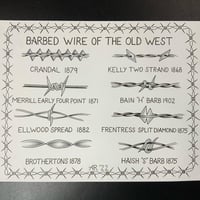 BARBED WIRE OF THE OLD WEST
CRANDAL 1879
KELLY TWO STRAND 1868
MERRILL EARLY FOUR POINT 1871
BAIN "H" BARB 1902
ELLWOOD SPREAD 1882
FRENTRESS SPLIT DIAMOND 1875
BROTHERTON 1878
HAISH "S" BARB 1875